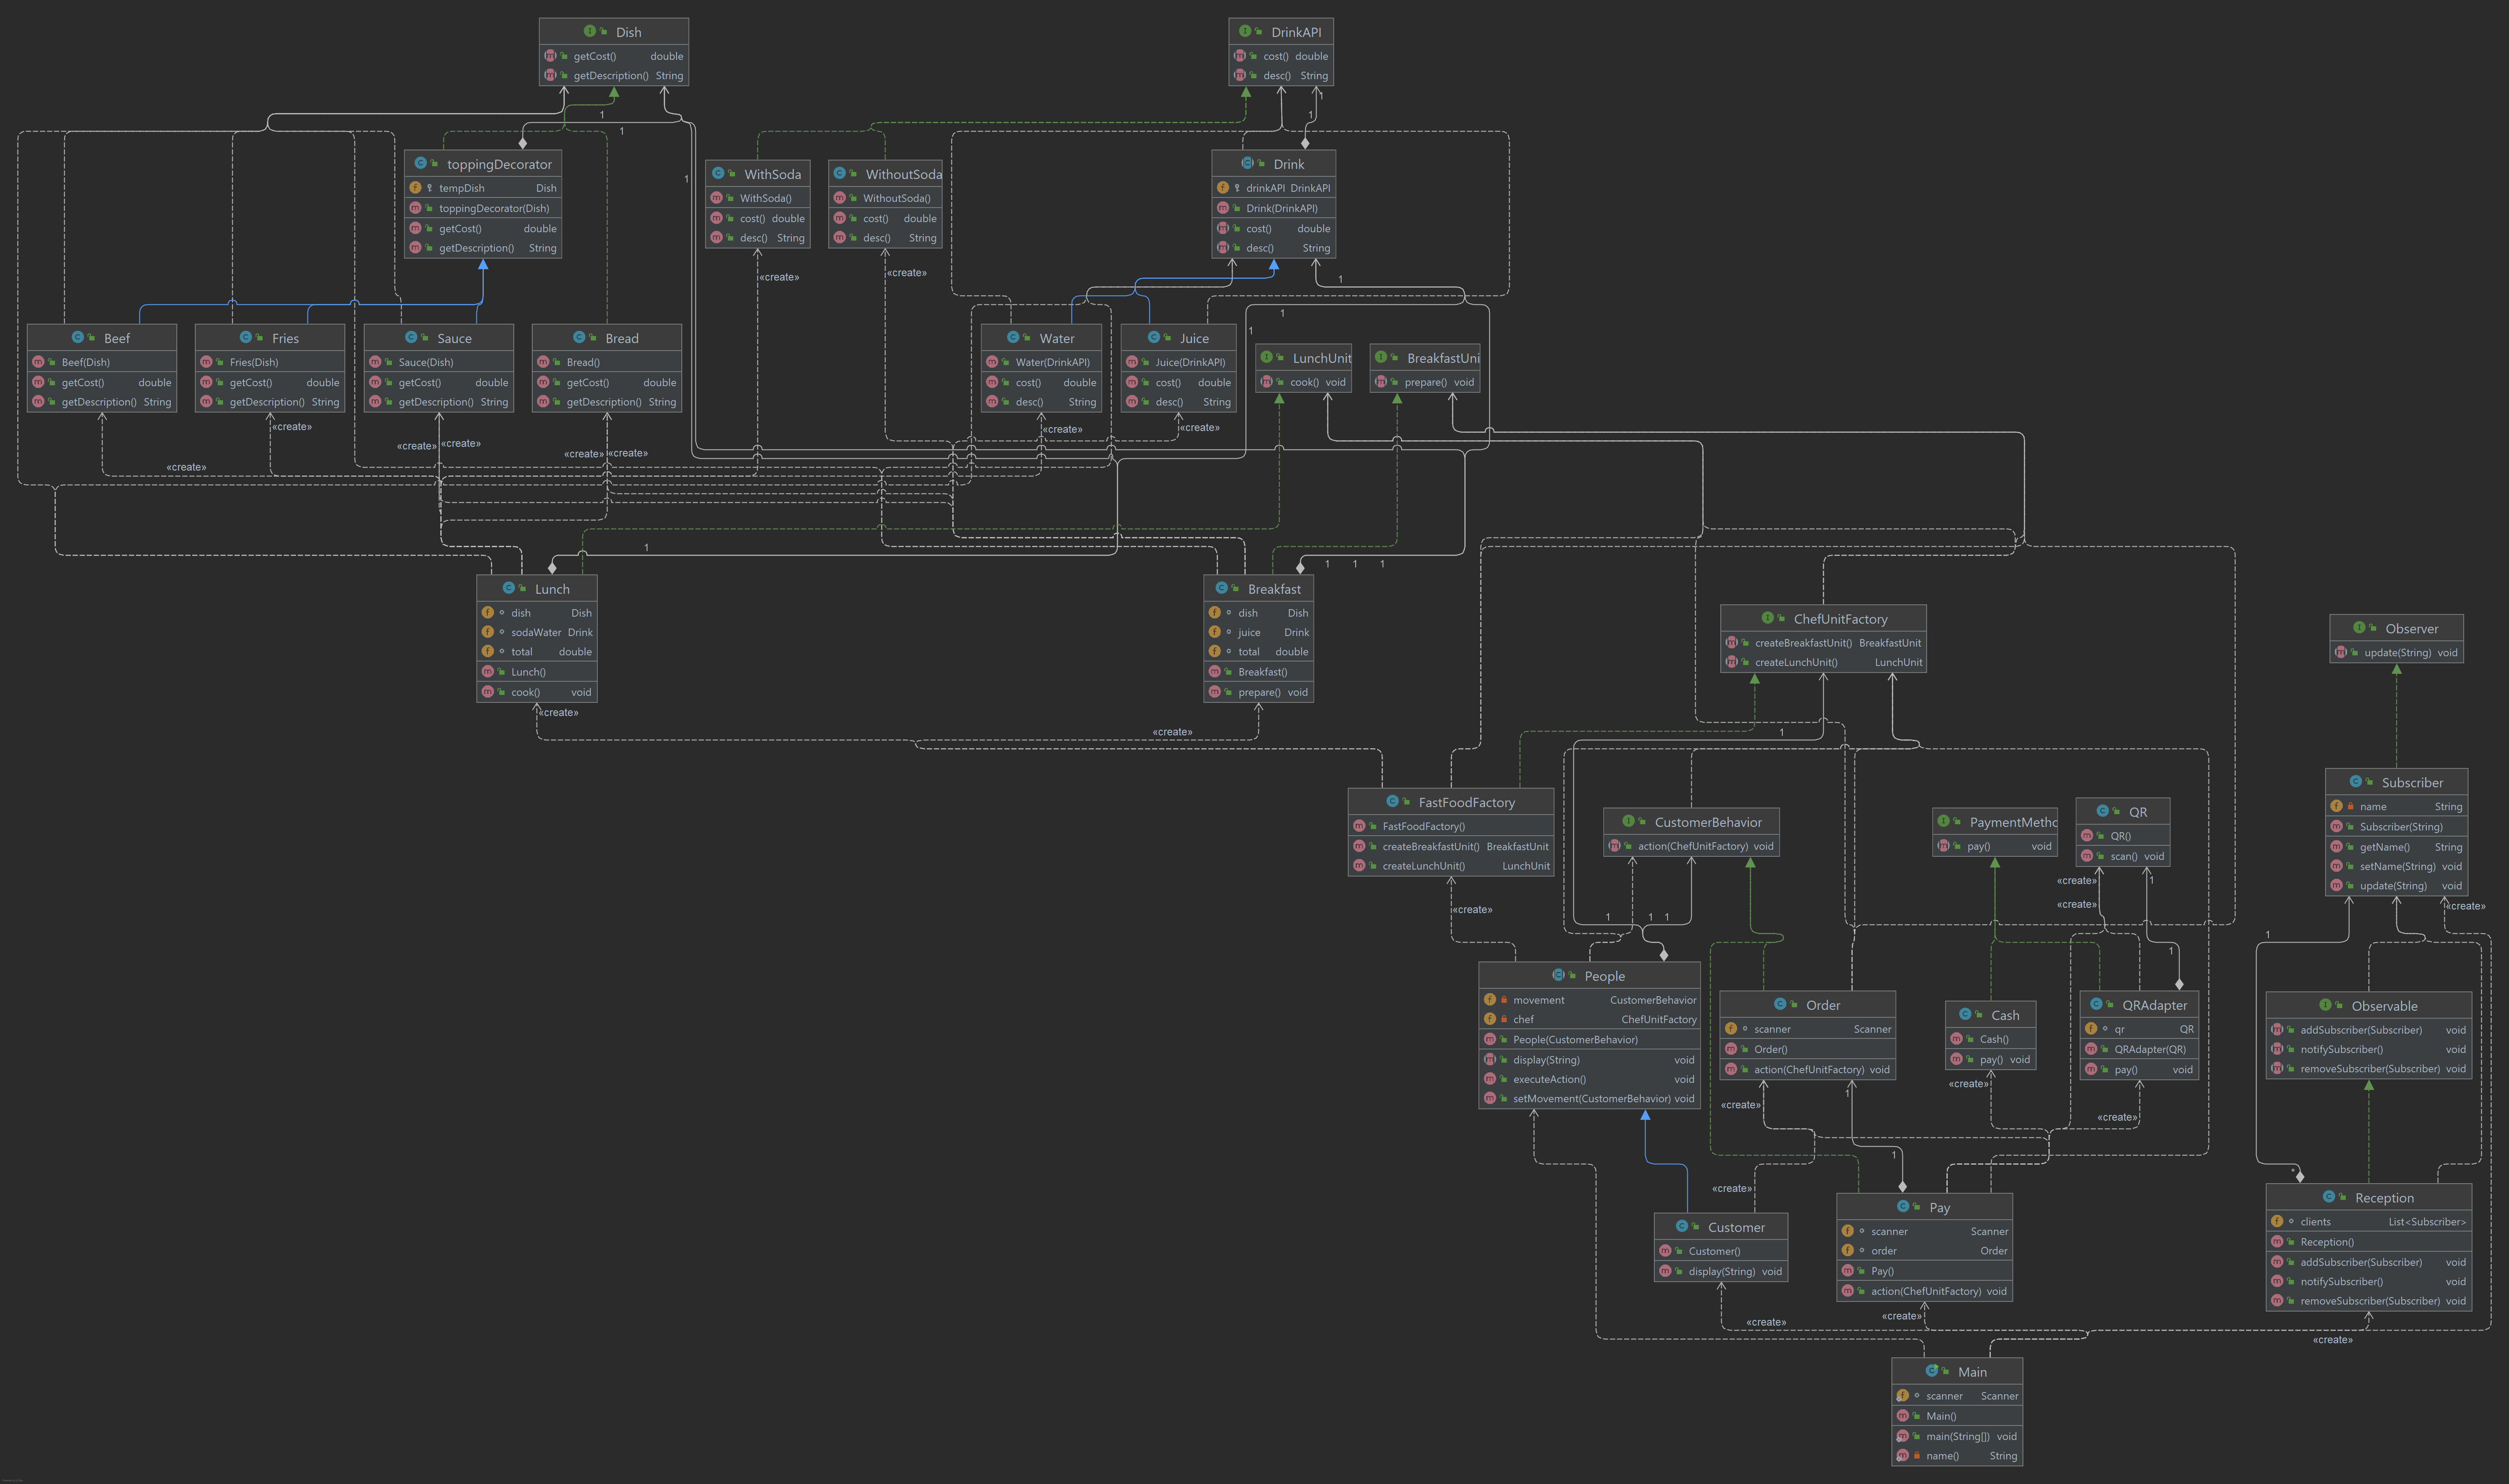 Dish
getCost() double
getDescription() String
DrinkAPI
cost() double
desc() String
1
1
1
1
toppingDecorator
tempDish Dish
toppingDecorator(Dish)
getCost() double
getDescription() String
WithSoda
WithSoda()
cost() double
desc() String
WithoutSoda
WithoutSoda()
cost() double
desc() String
Drink
drinkAPI DrinkAPI
Drink(DrinkAPI)
cost() double
desc() String
1
«create»
«create»
1
1
1
Beef
Beef(Dish)
getCost() double
getDescription() String
Fries
Fries(Dish)
getCost() double
getDescription() String
Sauce
Sauce(Dish)
getCost() double
getDescription() String
Bread
Bread()
getCost() double
getDescription() String
Water
Water(DrinkAPI)
cost() double
desc() String
Juice
Juice(DrinkAPI)
cost() double
desc() String
LunchUnit
cook() void
BreakfastUni
prepare() void
«create»
«create»
«create»
«create»
«create»
«create»
«create»
«create»
1
1
1
1
Lunch
dish Dish
sodaWater Drink
total double
Lunch()
cook() void
Breakfast
dish Dish
juice Drink
total double
Breakfast()
prepare() void
«create»
«create»
ChefUnitFactory
createBreakfastUnit() BreakfastUnit
createLunchUnit() LunchUnit
Observer
update(String) void
1
FastFoodFactory
FastFoodFactory()
createBreakfastUnit() BreakfastUnit
createLunchUnit() LunchUnit
CustomerBehavior
action(ChefUnitFactory) void
PaymentMethc
pay() void
QR
QR()
scan() void
Subscriber
name String
Subscriber(String)
getName() String
setName(String) void
update(String) void
«create»
«create»
1
«create»
«create»
1
1
1
1
1
People
movement CustomerBehavior
chef ChefUnitFactory
People(CustomerBehavior)
display(String) void
executeAction() void
setMovement(CustomerBehavior) void
Order
scanner Scanner
Order()
action(ChefUnitFactory) void
Cash
Cash()
pay() void
QRAdapter
qr QR
QRAdapter(QR)
pay() void
Observable
addSubscriber(Subscriber) void
notifySubscriber() void
removeSubscriber(Subscriber) void
«create»
1
«create»
«create»
1
*
«create»
Customer
Customer()
display(String) void
Pay
scanner Scanner
order Order
Pay()
action(ChefUnitFactory) void
Reception
clients List<Subscriber>
Reception()
addSubscriber(Subscriber) void
notifySubscriber() void
removeSubscriber(Subscriber) void
«create»
«create»
«create»
Main
scanner Scanner
Main()
main(String[]) void
name() String